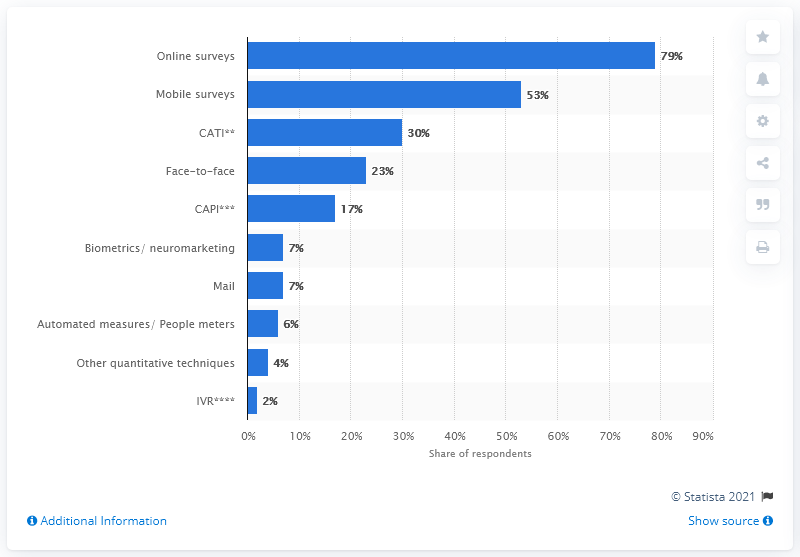 Online surveys 79%
Mobile surveys 53%
CATI** 30%
Face-to-face 23%
CAPI*** 17%
Biometrics/ neuromarketing 7%
Mail 7%
Automated measures/ People meters 6%
Other quantitative techniques 4%
IVR**** 2%
0% 10% 20% 30% 40% 50% 60% 70% 80% 90%
Share of respondents
© Statista 2021
Additional Information Show source